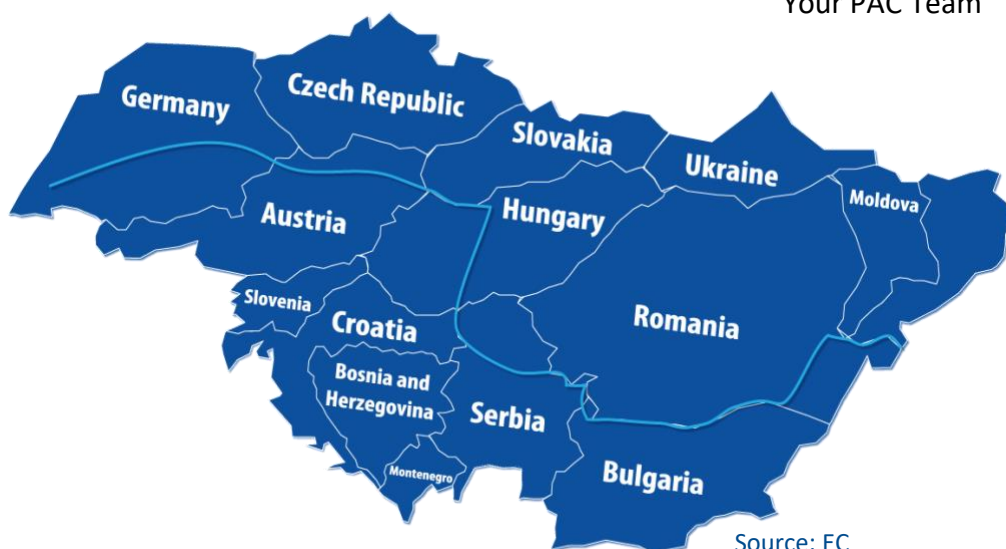 Your PAC Team
Czech Republic
Germany
Slovakia
Ukraine
Moldova
Austria
Hungary
Slovenia
Croatia
Romania
Bosnia and
Herzegovina
Serbia
Montenegro
Bulgaria
Source: EC